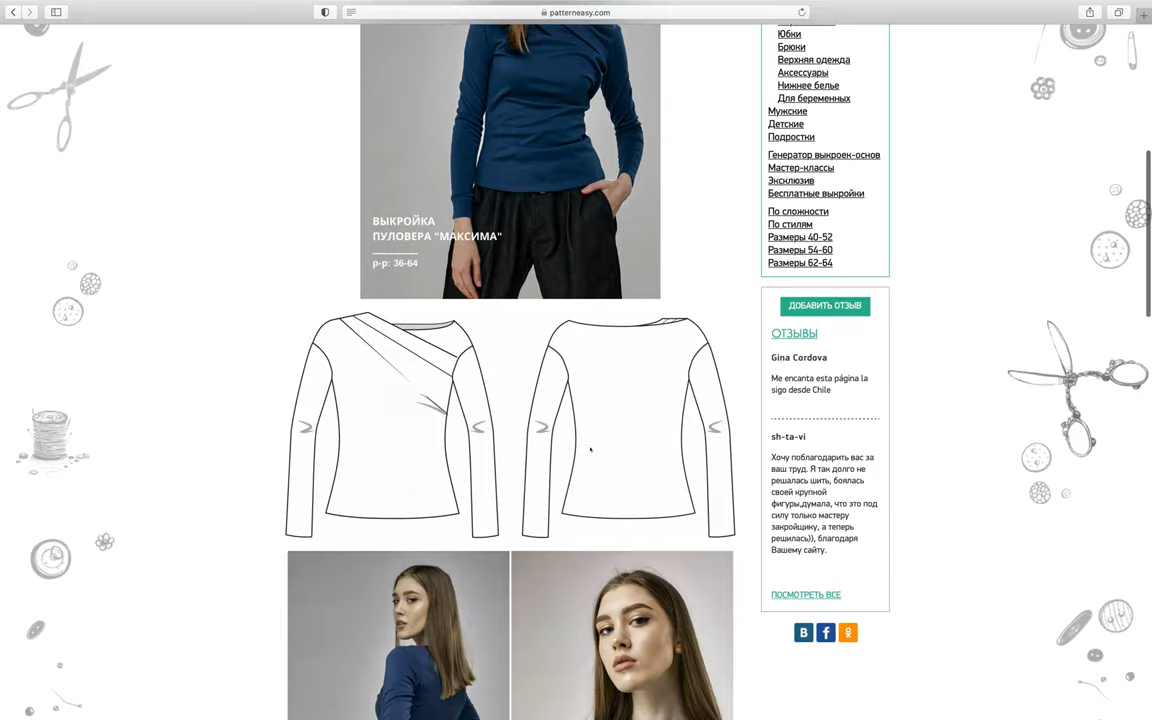 patterneasy.com
ВЫКРОЙКА
ПУЛОВЕРА "МАКСИМА"
р-р: 36-64
Юбки
Брюки
Верхняя одежда
Аксессуары
Нижнее белье
Для беременных
Мужские
Детские
Подростки
Генератор выкроек-основ
Мастер-классы
Эксклюзив
Бесплатные выкройки
По сложности
По стилям
Размеры 40-52
Размеры 54-60
Размеры 62-64
ДОБАВИТЬ ОТЗЫВ
ОТЗЫВЫ
Gina Cordova
Me encanta esta página la
sigo desde Chile
sh-ta-vi
Хочу поблагодарить вас за
ваш труд. Я так долго не
решалась шить, боялась
своей крупной
фигуры,думала, что это под
силу только мастеру
закройщику, а теперь
решилась)), благодаря
Вашему сайту.
ПОСМОТРЕТЬ ВСЕ